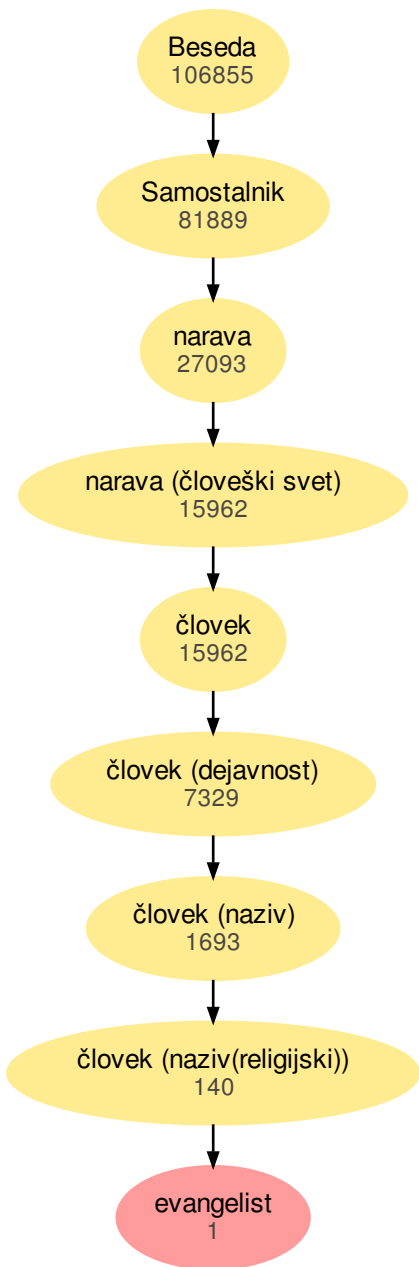 Beseda
106855
Samostalnik
81889
narava
27093
narava (človeški svet)
15962
človek
15962
človek (dejavnost)
7329
človek (naziv)
1693
človek (naziv(religijski))
140
evangelist
1